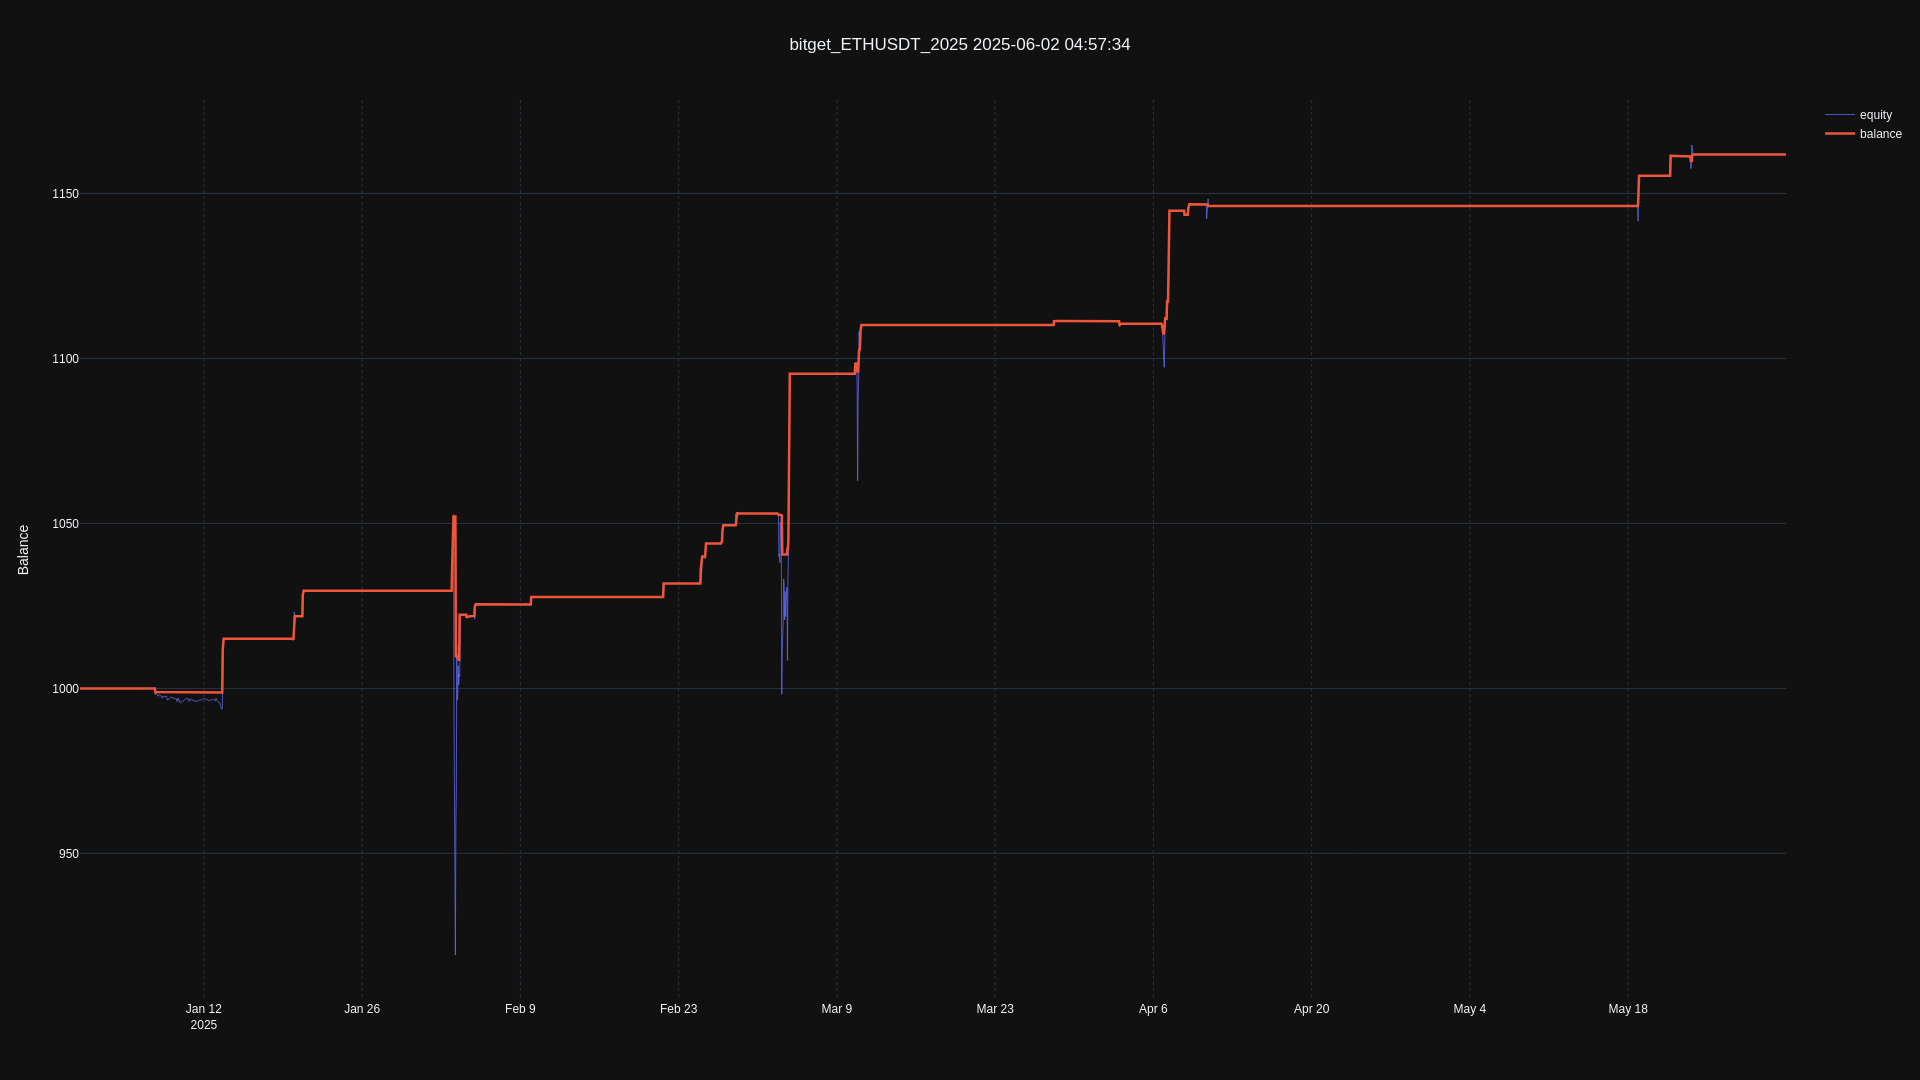 bitget_ETHUSDT_2025 2025-06-02 04:57:34
equity
balance
Balance
1150
1100
1050
1000
950
Jan 12
2025
Jan 26
Feb 9
Feb 23
Mar 9
Mar 23
Apr 6
Apr 20
May 4
May 18